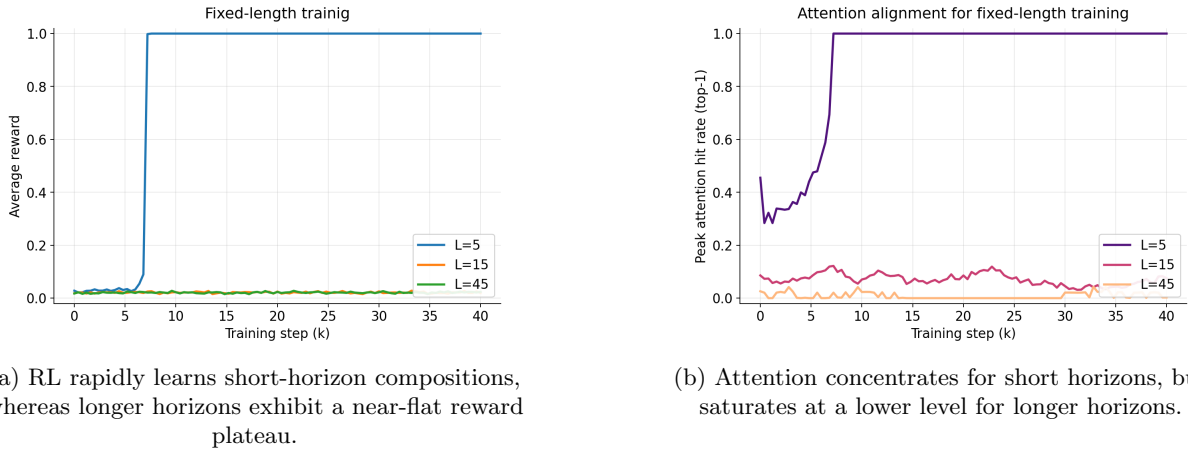 Fixed-length trainig
1.0
0.8
0.6
0.4
0.2
0.0
Average reward
0 5 10 15 20 25 30 35 40
Training step (k)
L=5
L=15
L=45
Attention alignment for fixed-length training
1.0
0.8
0.6
0.4
0.2
0.0
Peak attention hit rate (top-1)
0 5 10 15 20 25 30 35 40
Training step (k)
L=5
L=15
L=45
a) RL rapidly learns short-horizon compositions,
whereas longer horizons exhibit a near-flat reward
plateau.
(b) Attention concentrates for short horizons, bu
saturates at a lower level for longer horizons.